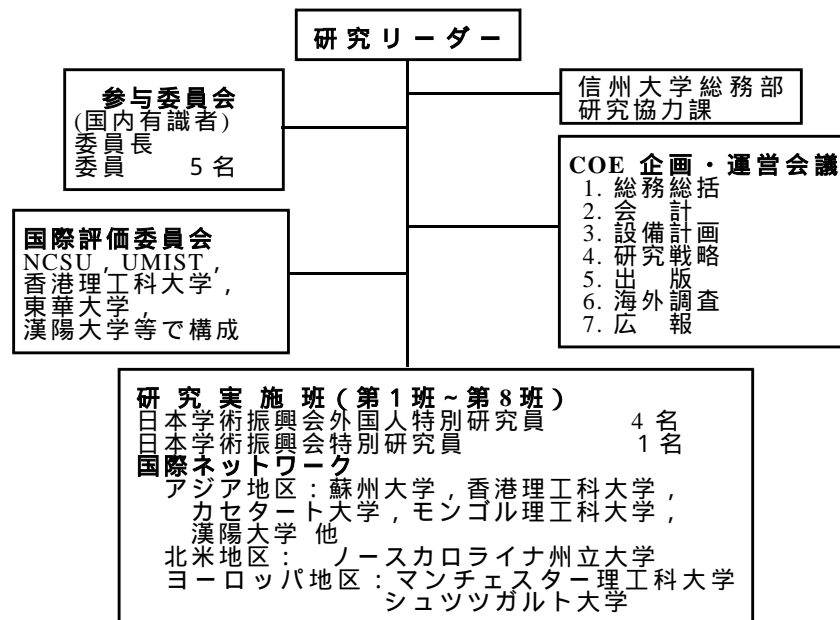 研究リーダー
参与委員会
(国内有識者)
委員長
委員 5名
信州大学総務部
研究協力課
国際評価委員会
NCSU , UMIST ,
香港理工科大学 ,
東華大学 ,
漢陽大学等で構成
COE 企画・運営会議
1. 総務総括
2. 会 計
3. 設備計画
4. 研究戦略
5. 出 版
6. 海外調査
7. 広 報
研 究 実 施 班 ( 第 1 班 ~ 第 8 班 )
日本学術振興会外国人特別研究員 4 名
日本学術振興会特別研究員 1 名
国際ネットワーク
アジア地区 : 蘇州大学 , 香港理工科大学 ,
カセタート大学 , モンゴル理工科大学 ,
漢陽大学 他
北米地区 : ノースカロライナ州立大学
ヨーロッパ地区 : マンチェスター理工科大学
シュツツガルト大学